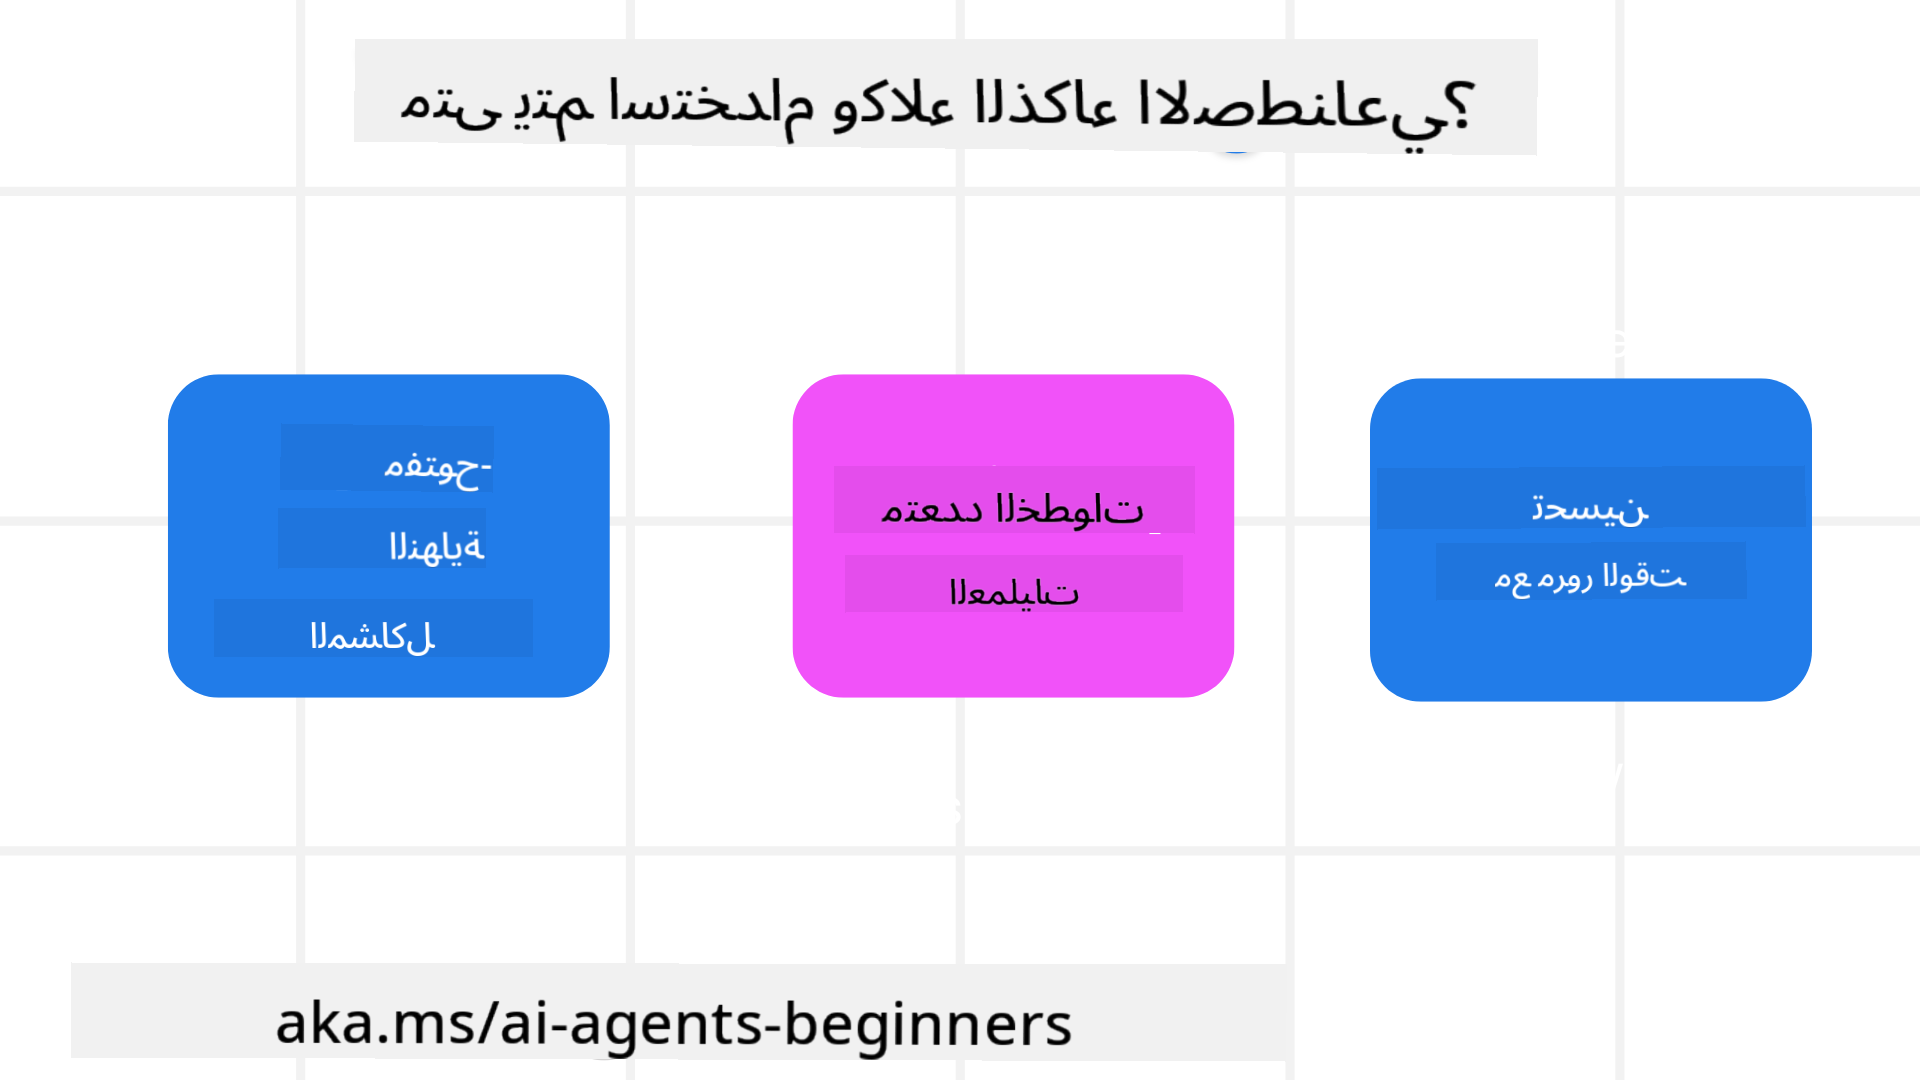 متى يتم استخدام وكلاء الذكاء الاصطناعي؟
مفتوح-
النهاية
المشاكل
متعدد الخطوات
العمليات
تحسين
مع مرور الوقت
aka.ms/ai-agents-beginners